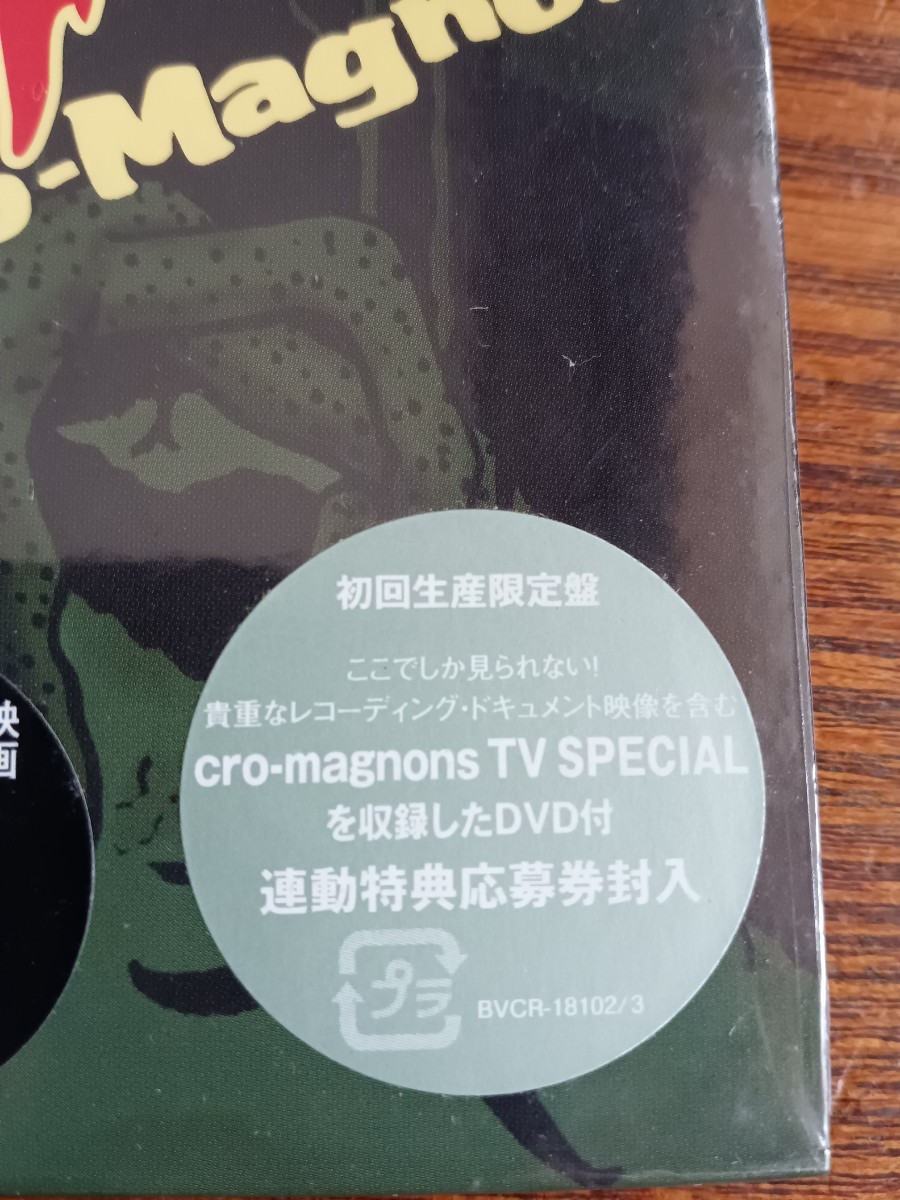 o-Magno
映
画
初回生産限定盤
ここでしか見られない!
貴重なレコーディング・ドキュメント映像を含む
cro-magnons TV SPECIAL
を収録したDVD付
連動特典応募券封入
プラ
BVCR-18102/3